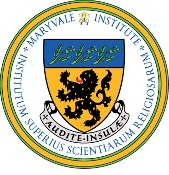 MARYVALE INSTITUTE
INSTITUTUM SUPERIUS SCIENTIARUM RELIGIOSARUM
AUDITE-INSULÆ